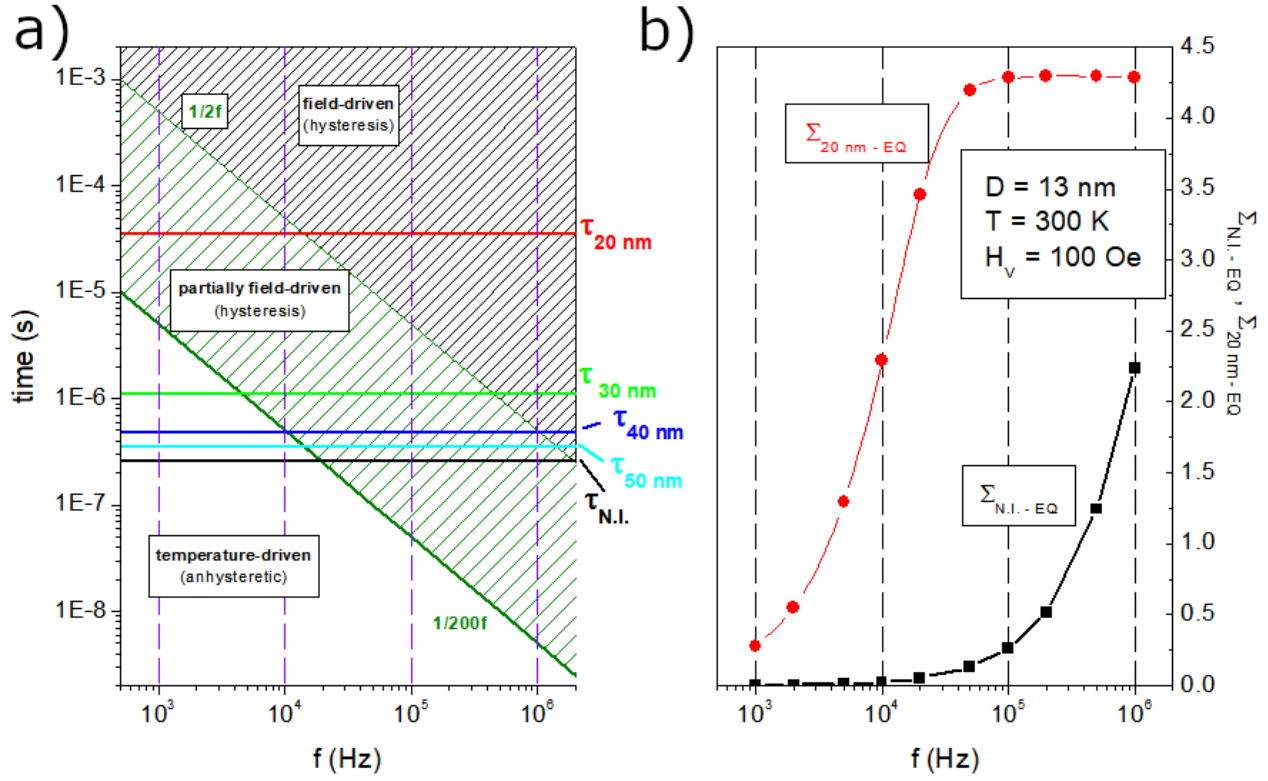 a)
1E-3
1E-4
1E-5
1E-6
1E-7
1E-8
time (s)
10³
10⁴
10⁵
10⁶
f (Hz)
1/2f
field-driven
(hysteresis)
partially field-driven
(hysteresis)
temperature-driven
(anhysteretic)
1/200f
τ20 nm
τ30 nm
τ40 nm
τ50 nm
τN.I.
b)
Σ20 nm - EQ
D = 13 nm
T = 300 K
HV = 100 Oe
ΣN.I. - EQ
4.5
4.0
3.5
3.0
2.5
2.0
1.5
1.0
0.5
0.0
ΣN.I. - EQ , Σ20 nm - EQ
10³
10⁴
10⁵
10⁶
f (Hz)